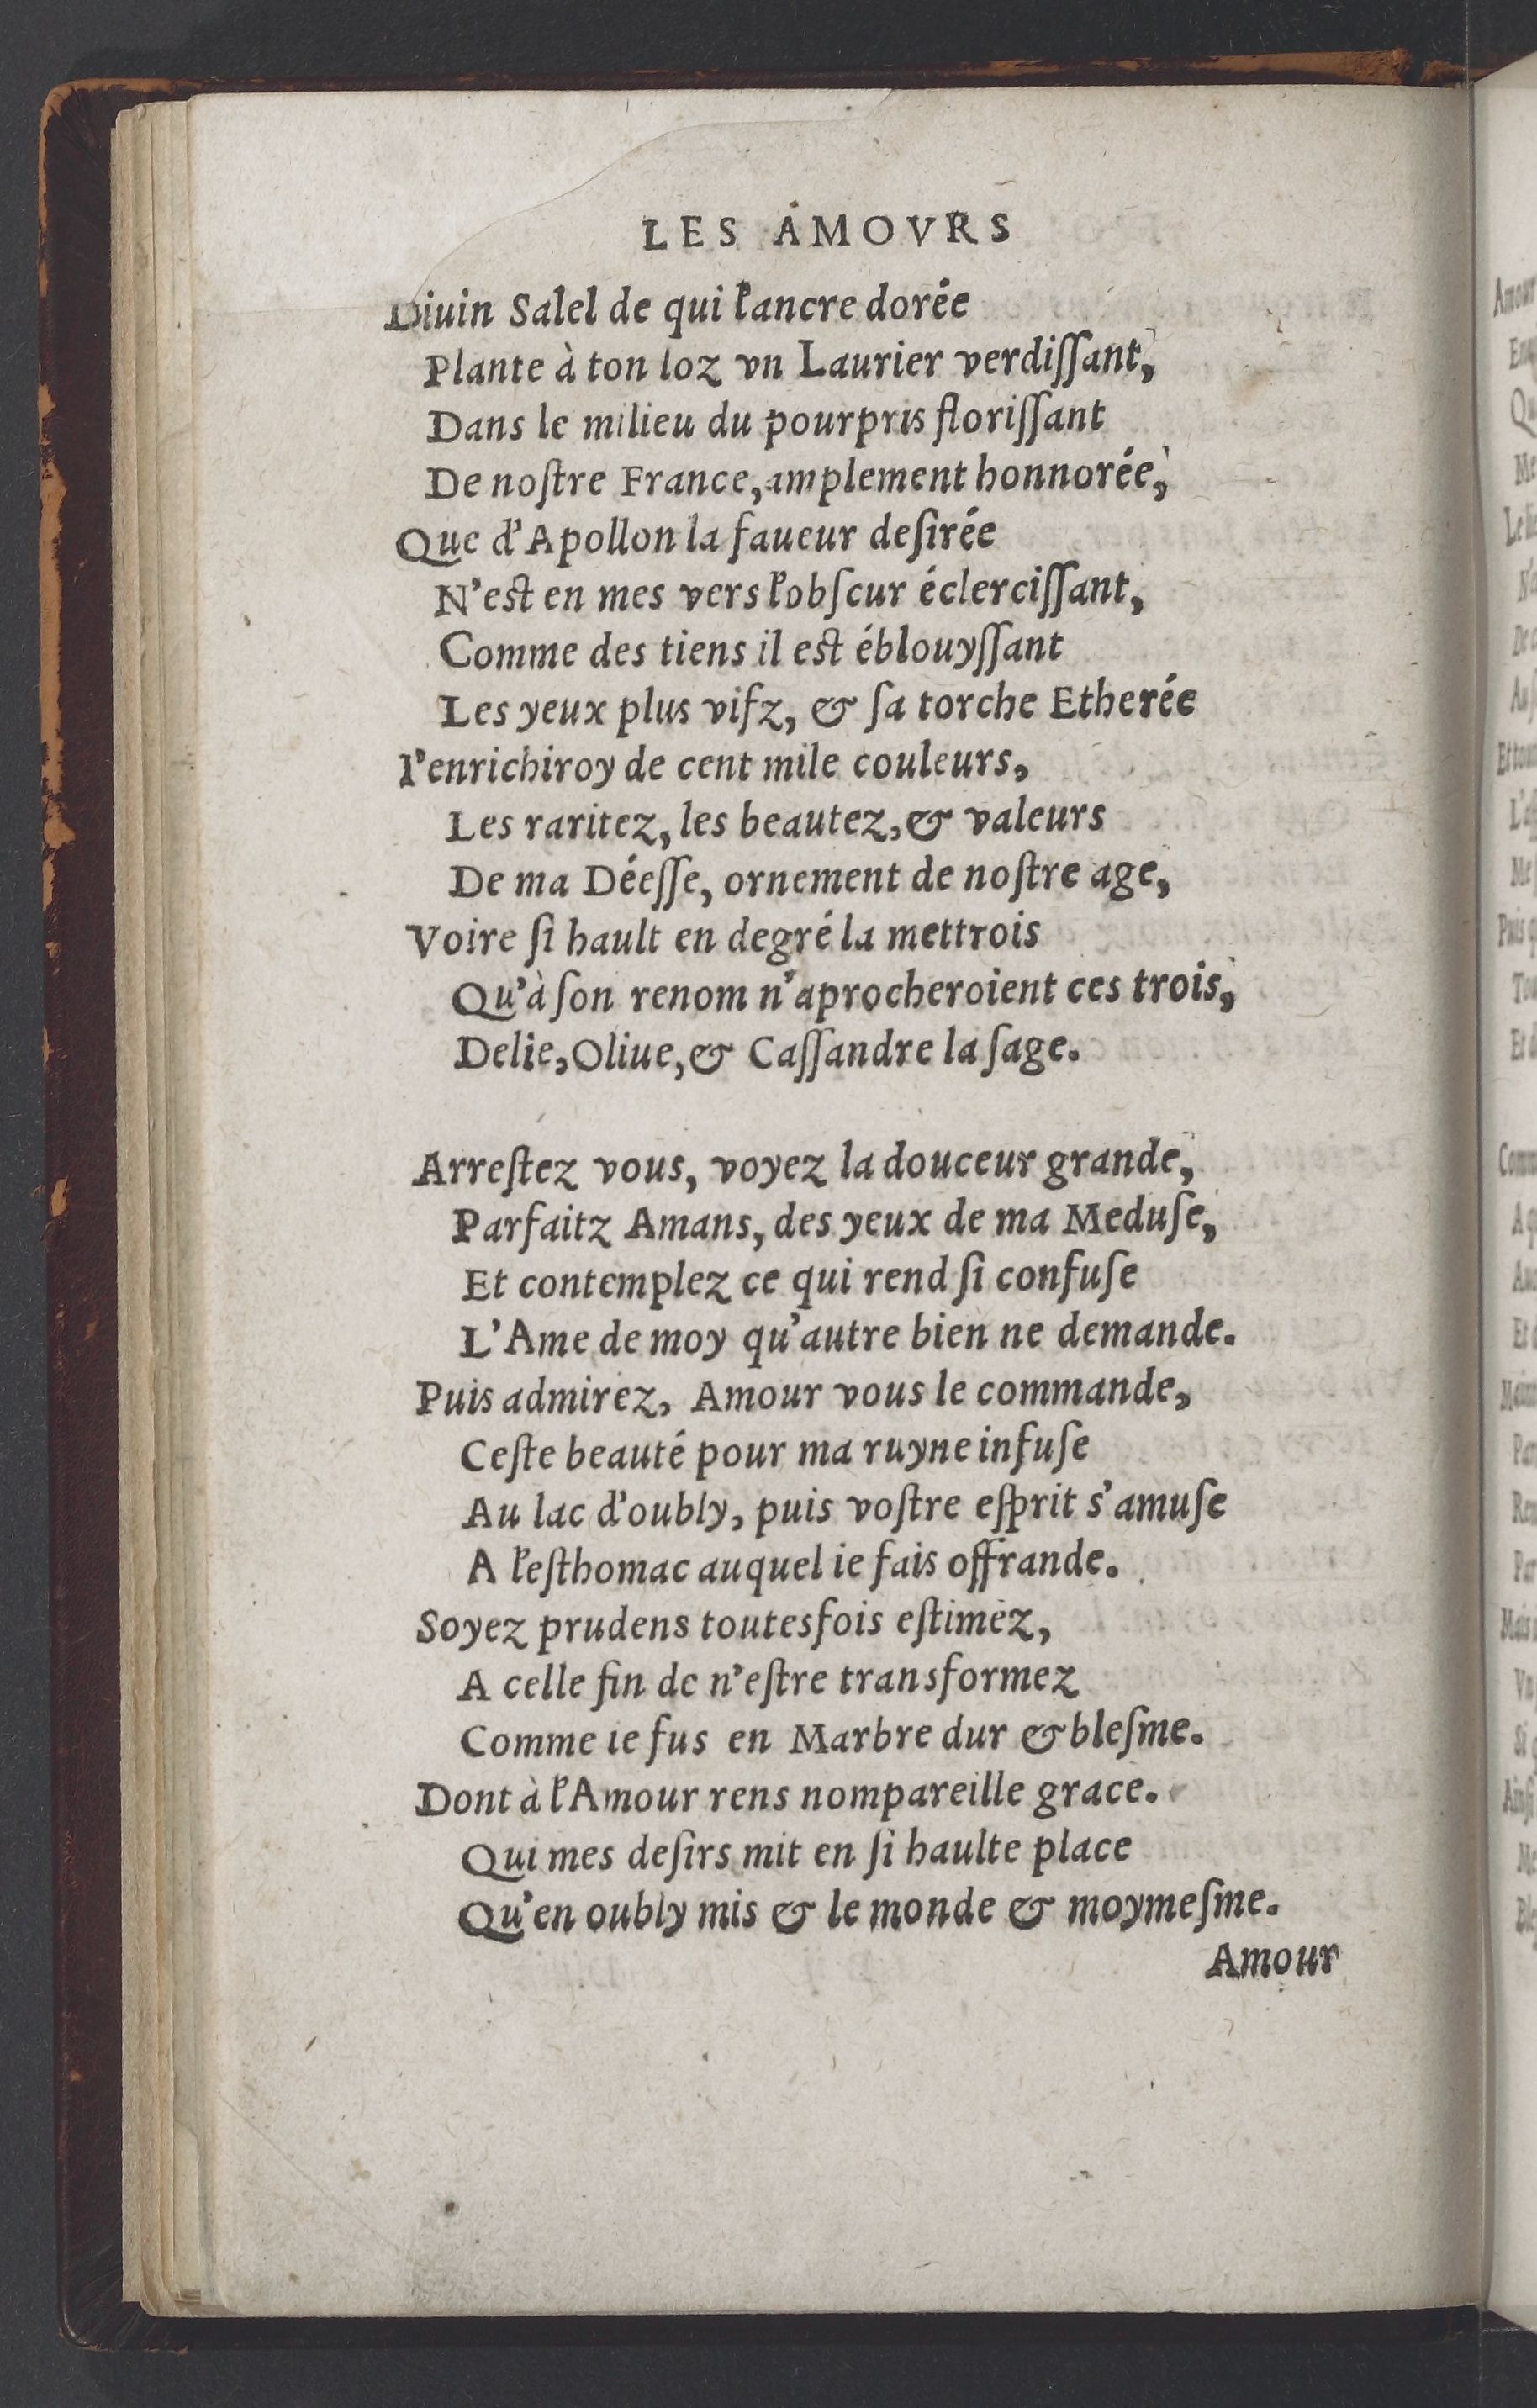 LES AMOVRS
Diuin Salel de qui l'ancre dorée
Plante à ton loz vn Laurier verdiſſant,
Dans le milieu du pourpris floriſſant
De noſtre France, amplement honnorée,
Que d'Apollon la faueur deſirée
N'eſt en mes vers l'obſcur éclerciſſant,
Comme des tiens il eſt éblouyſſant
Les yeux plus vifz, & ſa torche Etherée
I'enrichiroy de cent mile couleurs,
Les raritez, les beautez, & valeurs
De ma Déeſſe, ornement de noſtre age,
Voire ſi hault en degré la mettrois
Qu'à ſon renom n'aprocheroient ces trois,
Delie, Oliue, & Caſſandre la ſage.
Arreſtez vous, voyez la douceur grande,
Parfaitz Amans, des yeux de ma Meduſe,
Et contemplez ce qui rend ſi confuſe
L'Ame de moy qu'autre bien ne demande.
Puis admirez, Amour vous le commande,
Ceſte beauté pour ma ruyne infuſe
Au lac d'oubly, puis voſtre eſprit s'amuſe
A l'eſthomac auquel ie fais offrande.
Soyez prudens toutesfois eſtimez,
A celle fin de n'eſtre transformez
Comme ie fus en Marbre dur & bleſme.
Dont à l'Amour rens nompareille grace.
Qui mes deſirs mit en ſi haulte place
Qu'en oubly mis & le monde & moymeſme.
Amour